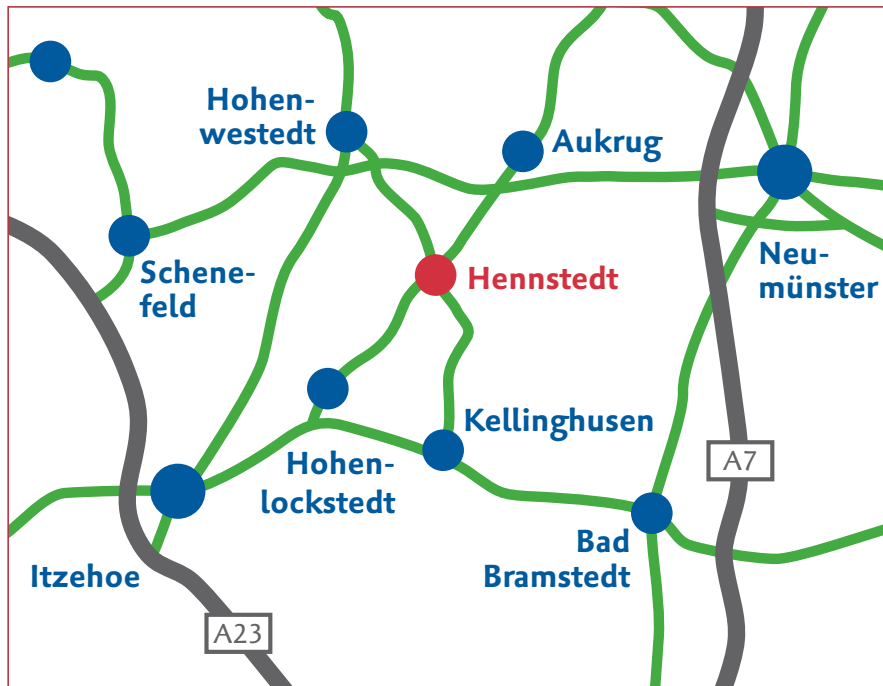 Hohen-
westedt
Aukrug
Schene-
feld
Hennstedt
Neu-
münster
Kellinghusen
Hohen-
lockstedt
A7
Itzehoe
Bad
Bramstedt
A23